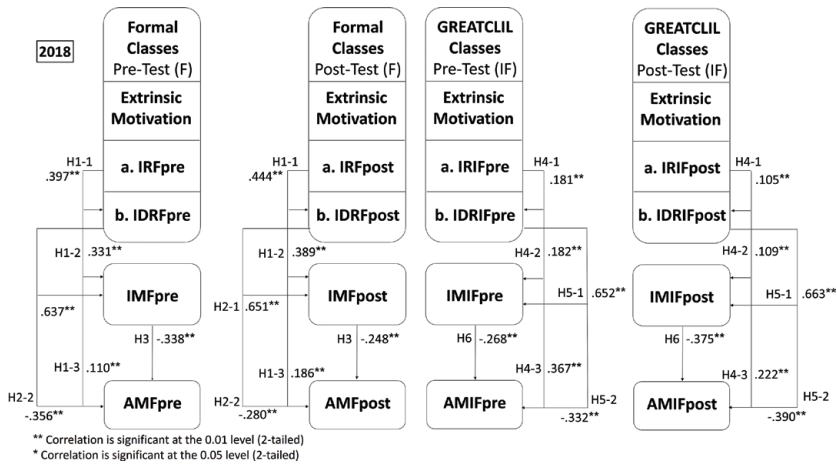 2018
Formal
Classes
Pre-Test (F)
Extrinsic
Motivation
a. IRFpre
b. IDRFpre
IMFpre
AMFpre
H1-1
.397**
H1-2
.331**
.637**
H3
-.338**
H1-3
.110**
H2-2
-.356**
Formal
Classes
Post-Test (F)
Extrinsic
Motivation
a. IRFpost
b. IDRFpost
IMFpost
AMFpost
H1-1
.444**
H1-2
.389**
H2-1
.651**
H3
-.248**
H1-3
.186**
H2-2
-.280**
GREATCLIL
Classes
Pre-Test (IF)
Extrinsic
Motivation
a. IRIFpre
b. IDRIFpre
IMIFpre
AMIFpre
H4-1
.181**
H4-2
.182**
H5-1
.652**
H6
-.268**
H4-3
.367**
H5-2
-.332**
GREATCLIL
Classes
Post-Test (IF)
Extrinsic
Motivation
a. IRIFpost
b. IDRIFpost
IMIFpost
AMIFpost
H4-1
.105**
H4-2
.109**
H5-1
.663**
H6
-.375**
H4-3
.222**
H5-2
-.390**
** Correlation is significant at the 0.01 level (2-tailed)
* Correlation is significant at the 0.05 level (2-tailed)